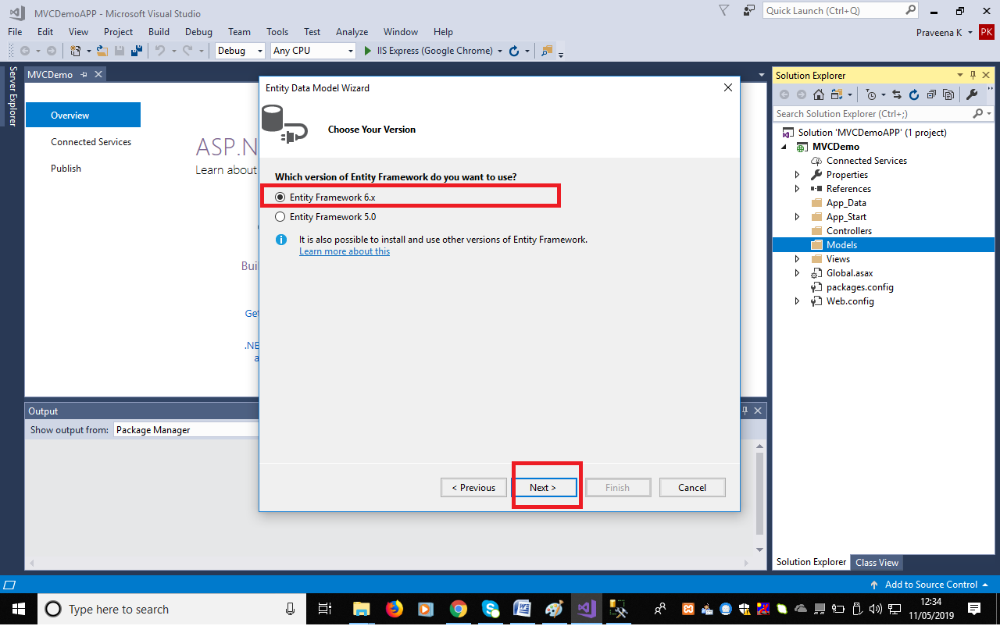 MVCDemoAPP - Microsoft Visual Studio
Quick Launch (Ctrl+Q)
File Edit View Project Build Debug Team Tools Test Analyze Window Help
Praveena K
PK
Debug Any CPU IIS Express (Google Chrome)
Server Explorer
MVCDemo
Overview
Connected Services
Publish
ASP.N
Learn about
Buil
Get
.NE
a
Entity Data Model Wizard
Choose Your Version
Which version of Entity Framework do you want to use?
Entity Framework 6.x
Entity Framework 5.0
It is also possible to install and use other versions of Entity Framework.
Learn more about this
< Previous Next > Finish Cancel
Output
Show output from: Package Manager
Solution Explorer
Search Solution Explorer (Ctrl+;)
Solution 'MVCDemoAPP' (1 project)
MVCDemo
Connected Services
Properties
References
App_Data
App_Start
Controllers
Models
Views
Global.asax
packages.config
Web.config
Solution Explorer Class View
Add to Source Control
Type here to search
12:34
11/05/2019